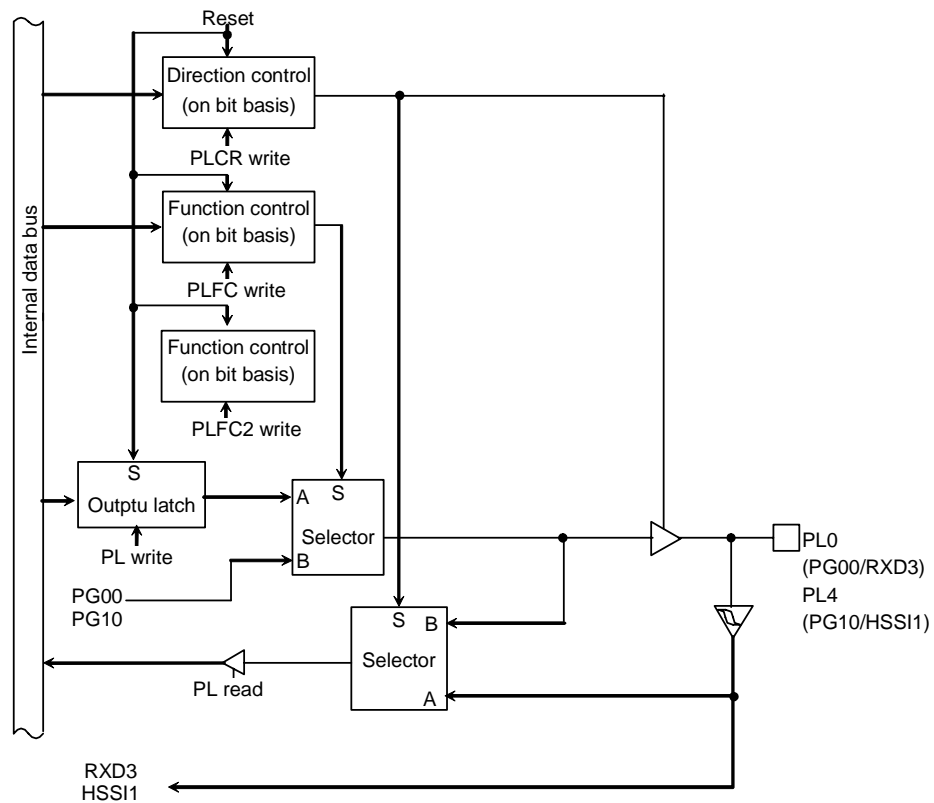 Reset
Internal data bus
Direction control
(on bit basis)
PLCR write
Function control
(on bit basis)
PLFC write
Function control
(on bit basis)
PLFC2 write
S
Outptu latch
PL write
A
S
Selector
B
PG00
PG10
PL0
(PG00/RXD3)
PL4
(PG10/HSSI1)
S
B
Selector
A
PL read
RXD3
HSSI1